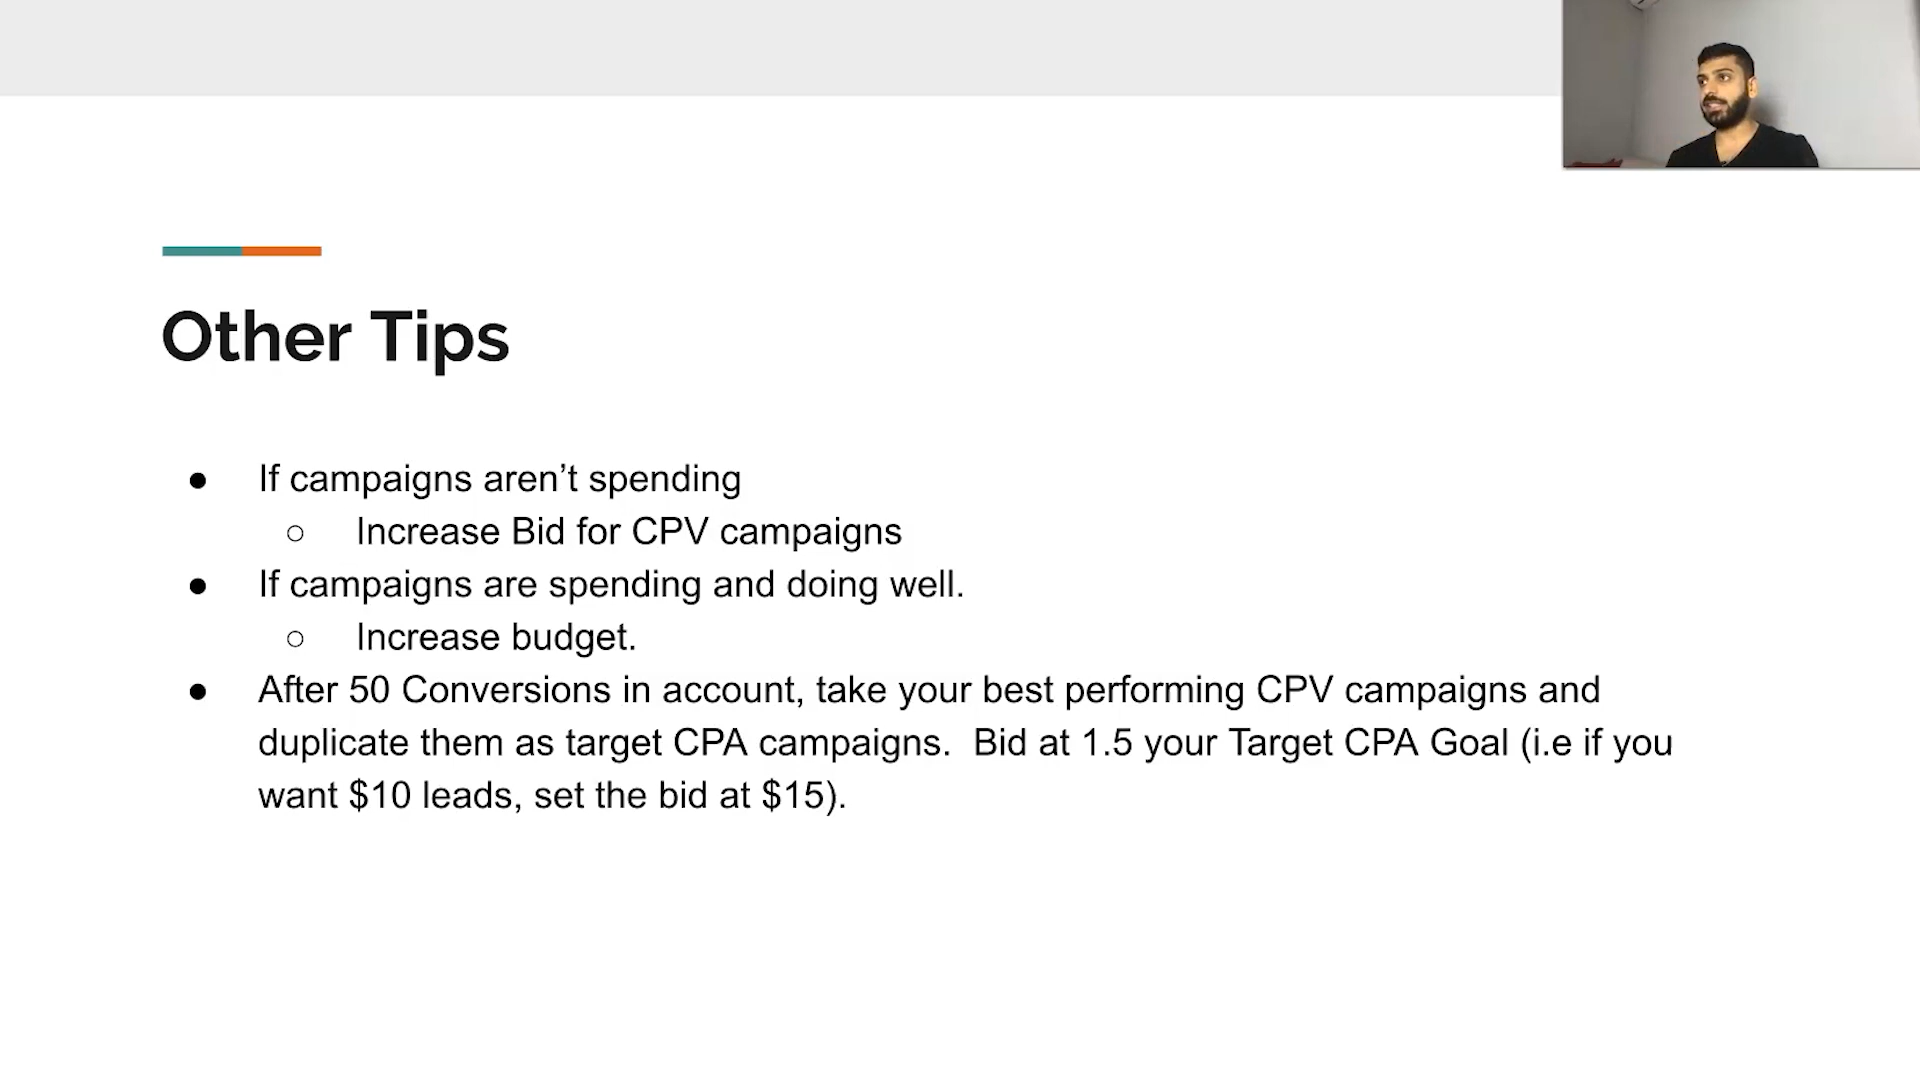 Other Tips
● If campaigns aren’t spending
○ Increase Bid for CPV campaigns
● If campaigns are spending and doing well.
○ Increase budget.
● After 50 Conversions in account, take your best performing CPV campaigns and
duplicate them as target CPA campaigns.  Bid at 1.5 your Target CPA Goal (i.e if you
want $10 leads, set the bid at $15).